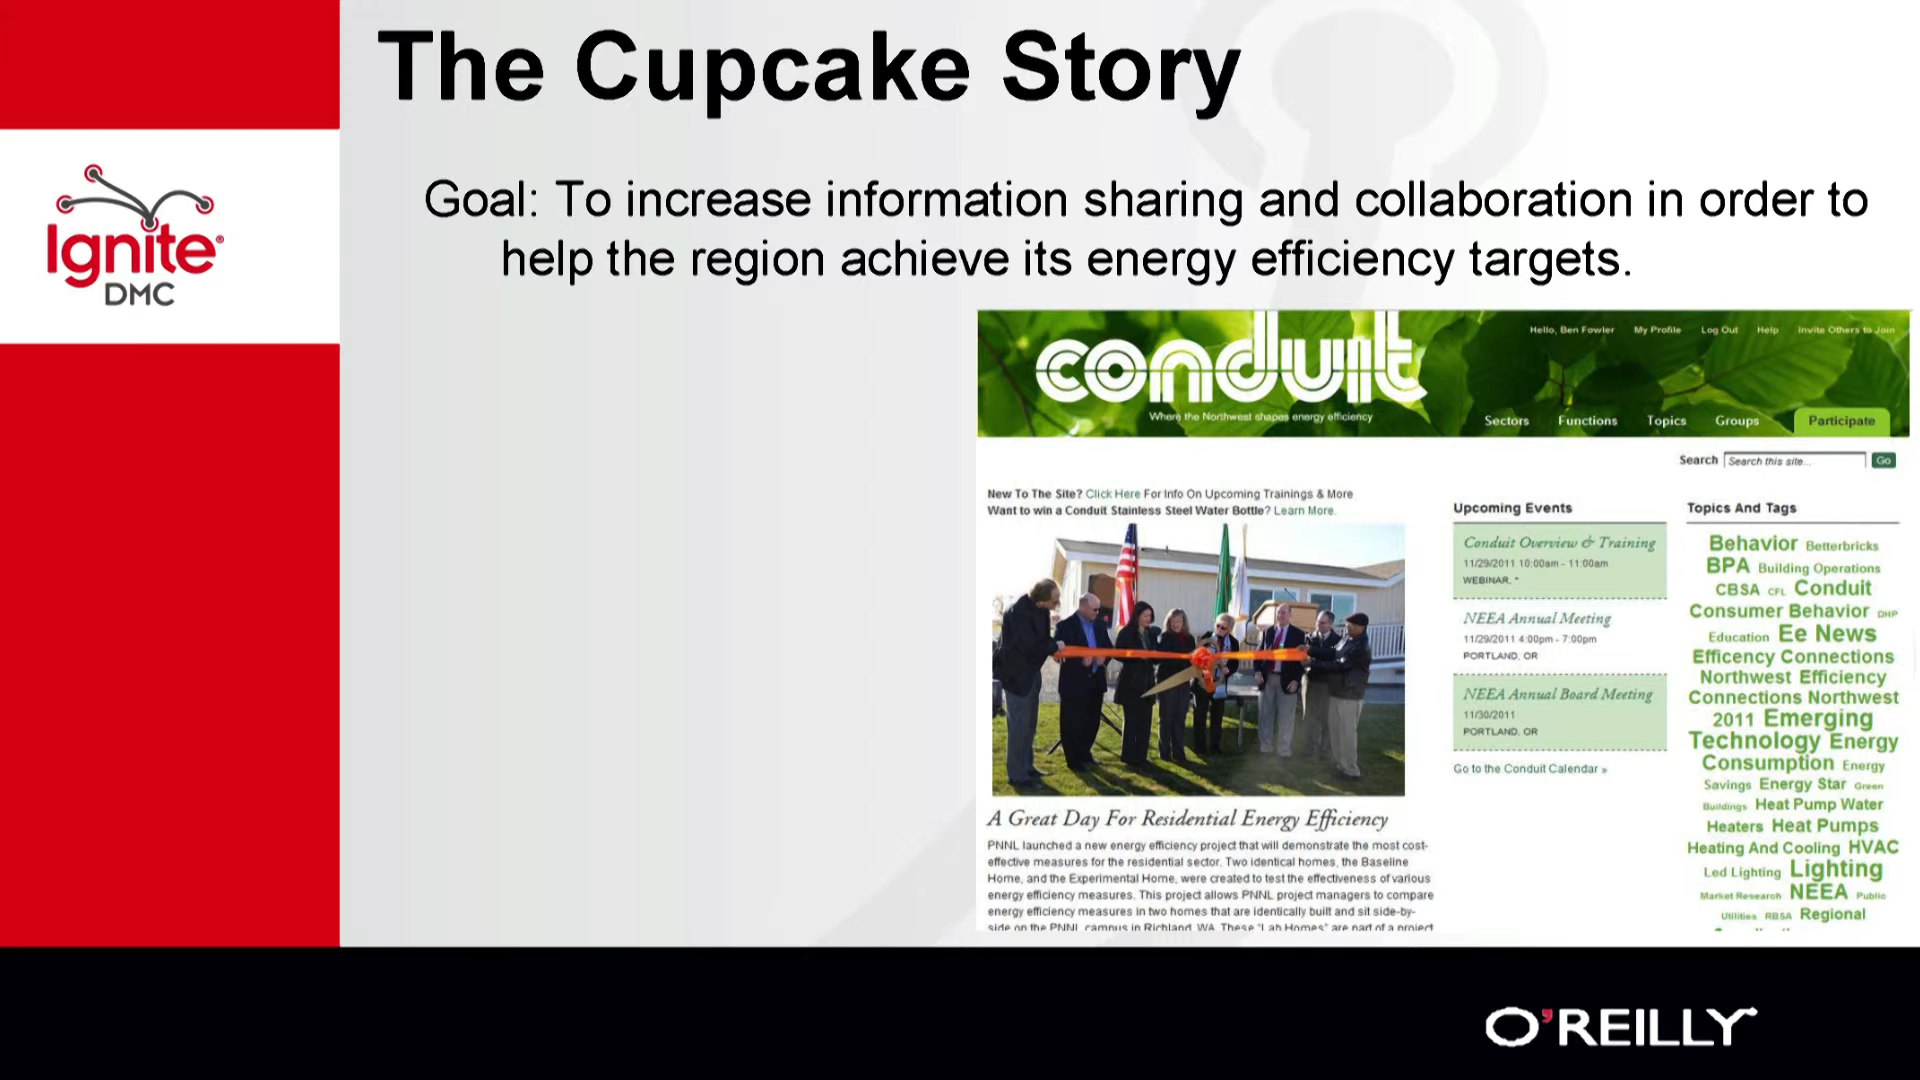 The Cupcake Story
Ignite®
DMC
Goal: To increase information sharing and collaboration in order to
help the region achieve its energy efficiency targets.
Hello, Ben Fowler My Profile Log Out Help Invite Others to Join
conduit
Where the Northwest shapes energy efficiency
Sectors Functions Topics Groups Participate
Search Search this site... Go
New To The Site? Click Here For Info On Upcoming Trainings & More
Want to win a Conduit Stainless Steel Water Bottle? Learn More.
A Great Day For Residential Energy Efficiency
PNNL launched a new energy efficiency project that will demonstrate the most cost-
effective measures for the residential sector. Two identical homes, the Baseline
Home, and the Experimental Home, were created to test the effectiveness of various
energy efficiency measures. This project allows PNNL project managers to compare
energy efficiency measures in two homes that are identically built and sit side-by-
side on the PNNL campus in Richland, WA. These "Lab Homes" are part of a project
Upcoming Events
Conduit Overview & Training
11/29/2011 10:00am - 11:00am
WEBINAR, *
NEEA Annual Meeting
11/29/2011 4:00pm - 7:00pm
PORTLAND, OR
NEEA Annual Board Meeting
11/30/2011
PORTLAND, OR
Go to the Conduit Calendar »
Topics And Tags
Behavior Betterbricks
BPA Building Operations
CBSA CFL Conduit
Consumer Behavior DHP
Education Ee News
Efficency Connections
Northwest Efficiency
Connections Northwest
2011 Emerging
Technology Energy
Consumption Energy
Savings Energy Star Green
Buildings Heat Pump Water
Heaters Heat Pumps
Heating And Cooling HVAC
Led Lighting Lighting
Market Research NEEA Public
Utilities RBSA Regional
O'REILLY